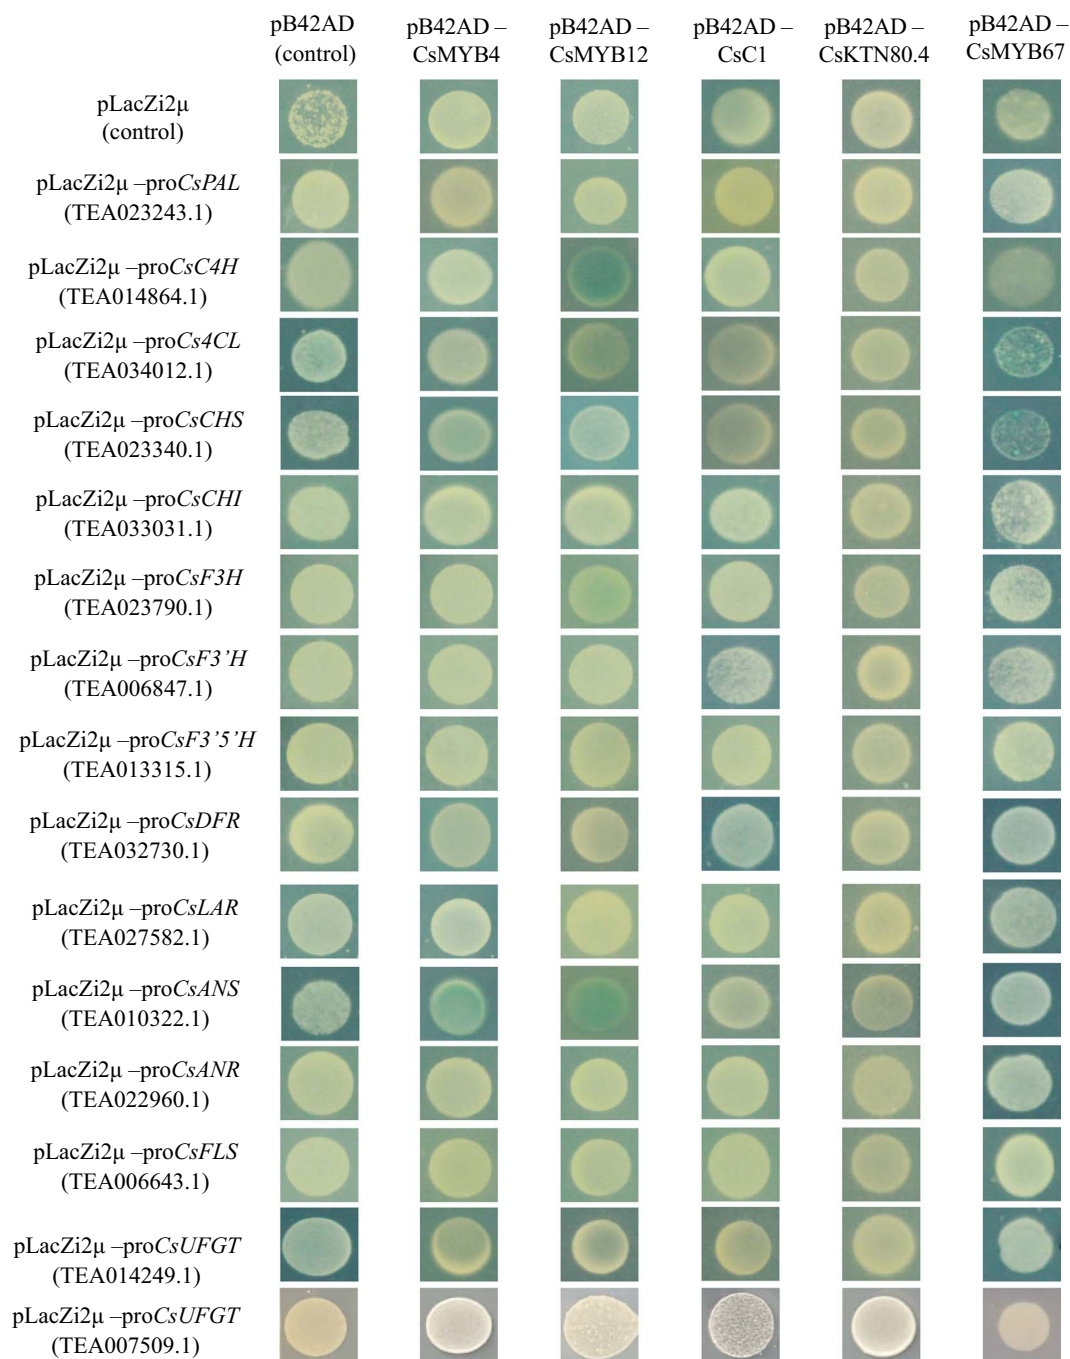 pB42AD
(control)
pB42AD –
CsMYB4
pB42AD –
CsMYB12
pB42AD –
CsC1
pB42AD –
CsKTN80.4
pB42AD –
CsMYB67
pLacZi2μ
(control)
pLacZi2μ –proCsPAL
(TEA023243.1)
pLacZi2μ –proCsC4H
(TEA014864.1)
pLacZi2μ –proCs4CL
(TEA034012.1)
pLacZi2μ –proCsCHS
(TEA023340.1)
pLacZi2μ –proCsCHI
(TEA033031.1)
pLacZi2μ –proCsF3H
(TEA023790.1)
pLacZi2μ –proCsF3’H
(TEA006847.1)
pLacZi2μ –proCsF3’5’H
(TEA013315.1)
pLacZi2μ –proCsDFR
(TEA032730.1)
pLacZi2μ –proCsLAR
(TEA027582.1)
pLacZi2μ –proCsANS
(TEA010322.1)
pLacZi2μ –proCsANR
(TEA022960.1)
pLacZi2μ –proCsFLS
(TEA006643.1)
pLacZi2μ –proCsUFGT
(TEA014249.1)
pLacZi2μ –proCsUFGT
(TEA007509.1)